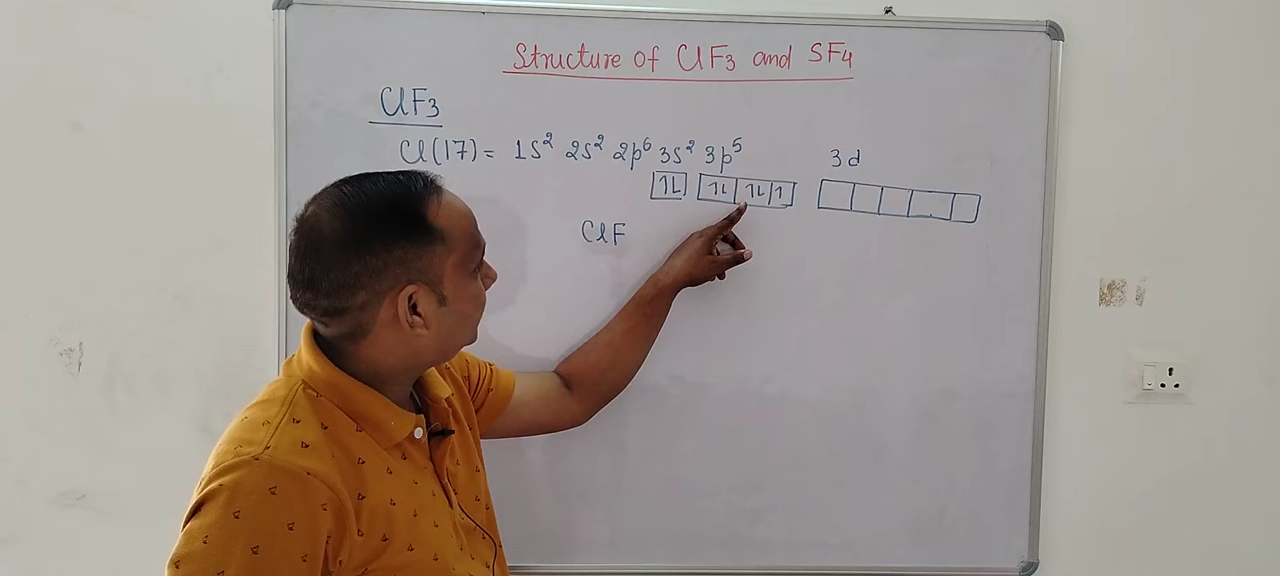 Structure of ClF3 and SF4
ClF3
Cl(17) = 1s² 2s² 2p⁶ 3s² 3p⁵ 3d
1L 1L 1L 1
ClF